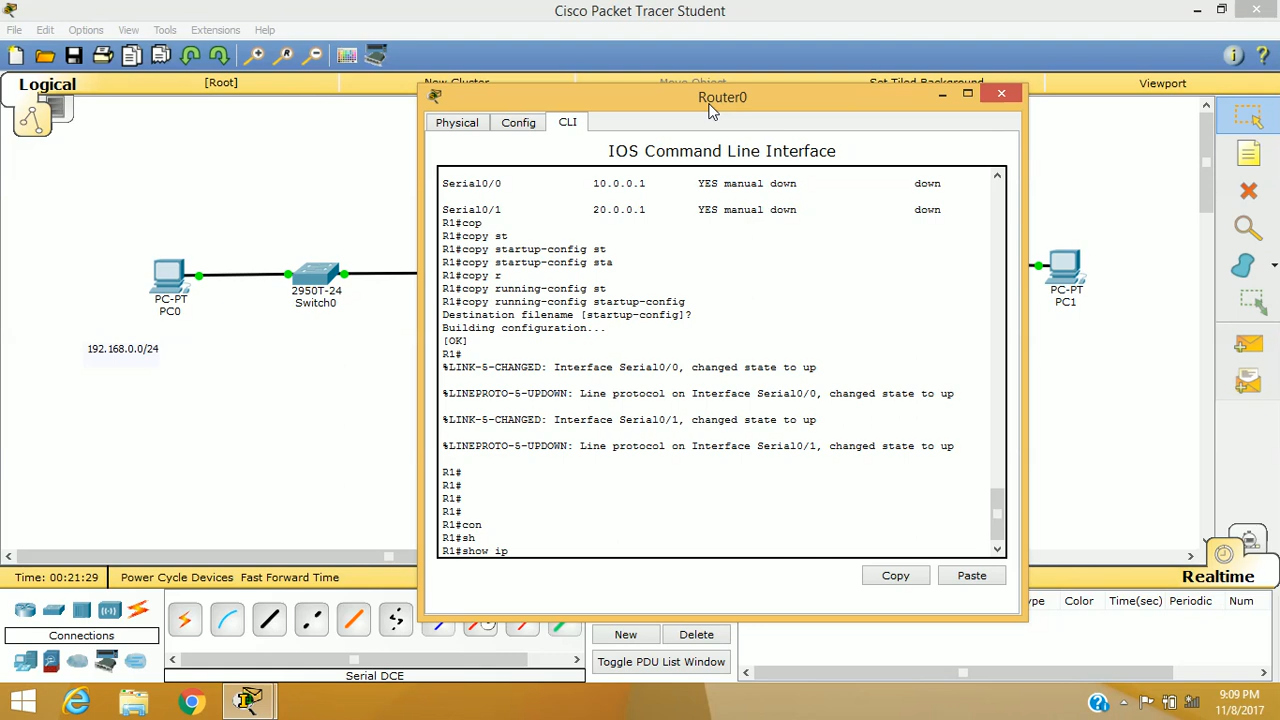 Cisco Packet Tracer Student
File Edit Options View Tools Extensions Help
Logical
[Root]
New Cluster
Move Object
Set Tiled Background
Viewport
Router0
Physical Config CLI
IOS Command Line Interface
Serial0/0 10.0.0.1 YES manual down down
Serial0/1 20.0.0.1 YES manual down down
R1#cop
R1#copy st
R1#copy startup-config st
R1#copy startup-config sta
R1#copy r
R1#copy running-config st
R1#copy running-config startup-config
Destination filename [startup-config]?
Building configuration...
[OK]
R1#
%LINK-5-CHANGED: Interface Serial0/0, changed state to up
%LINEPROTO-5-UPDOWN: Line protocol on Interface Serial0/0, changed state to up
%LINK-5-CHANGED: Interface Serial0/1, changed state to up
%LINEPROTO-5-UPDOWN: Line protocol on Interface Serial0/1, changed state to up
R1#
R1#
R1#
R1#
R1#con
R1#sh
R1#show ip
Copy Paste
PC-PT
PC0
2950T-24
Switch0
PC-PT
PC1
192.168.0.0/24
Time: 00:21:29 Power Cycle Devices Fast Forward Time
Realtime
Connections
Serial DCE
New Delete
Toggle PDU List Window
Color Time(sec) Periodic Num
9:09 PM
11/8/2017